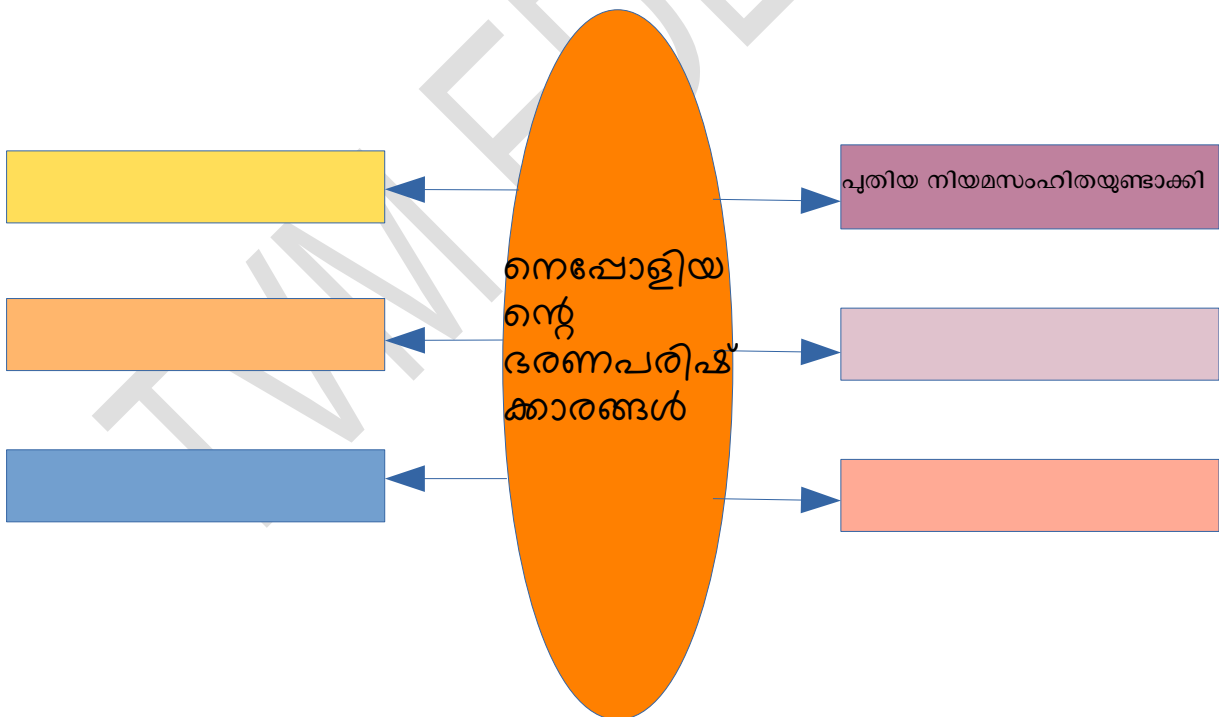 നെപ്പോളിയ
ന്റെ
ഭരണപരിഷ്
ക്കാരങ്ങൾ
പുതിയ നിയമസംഹിതയുണ്ടാക്കി